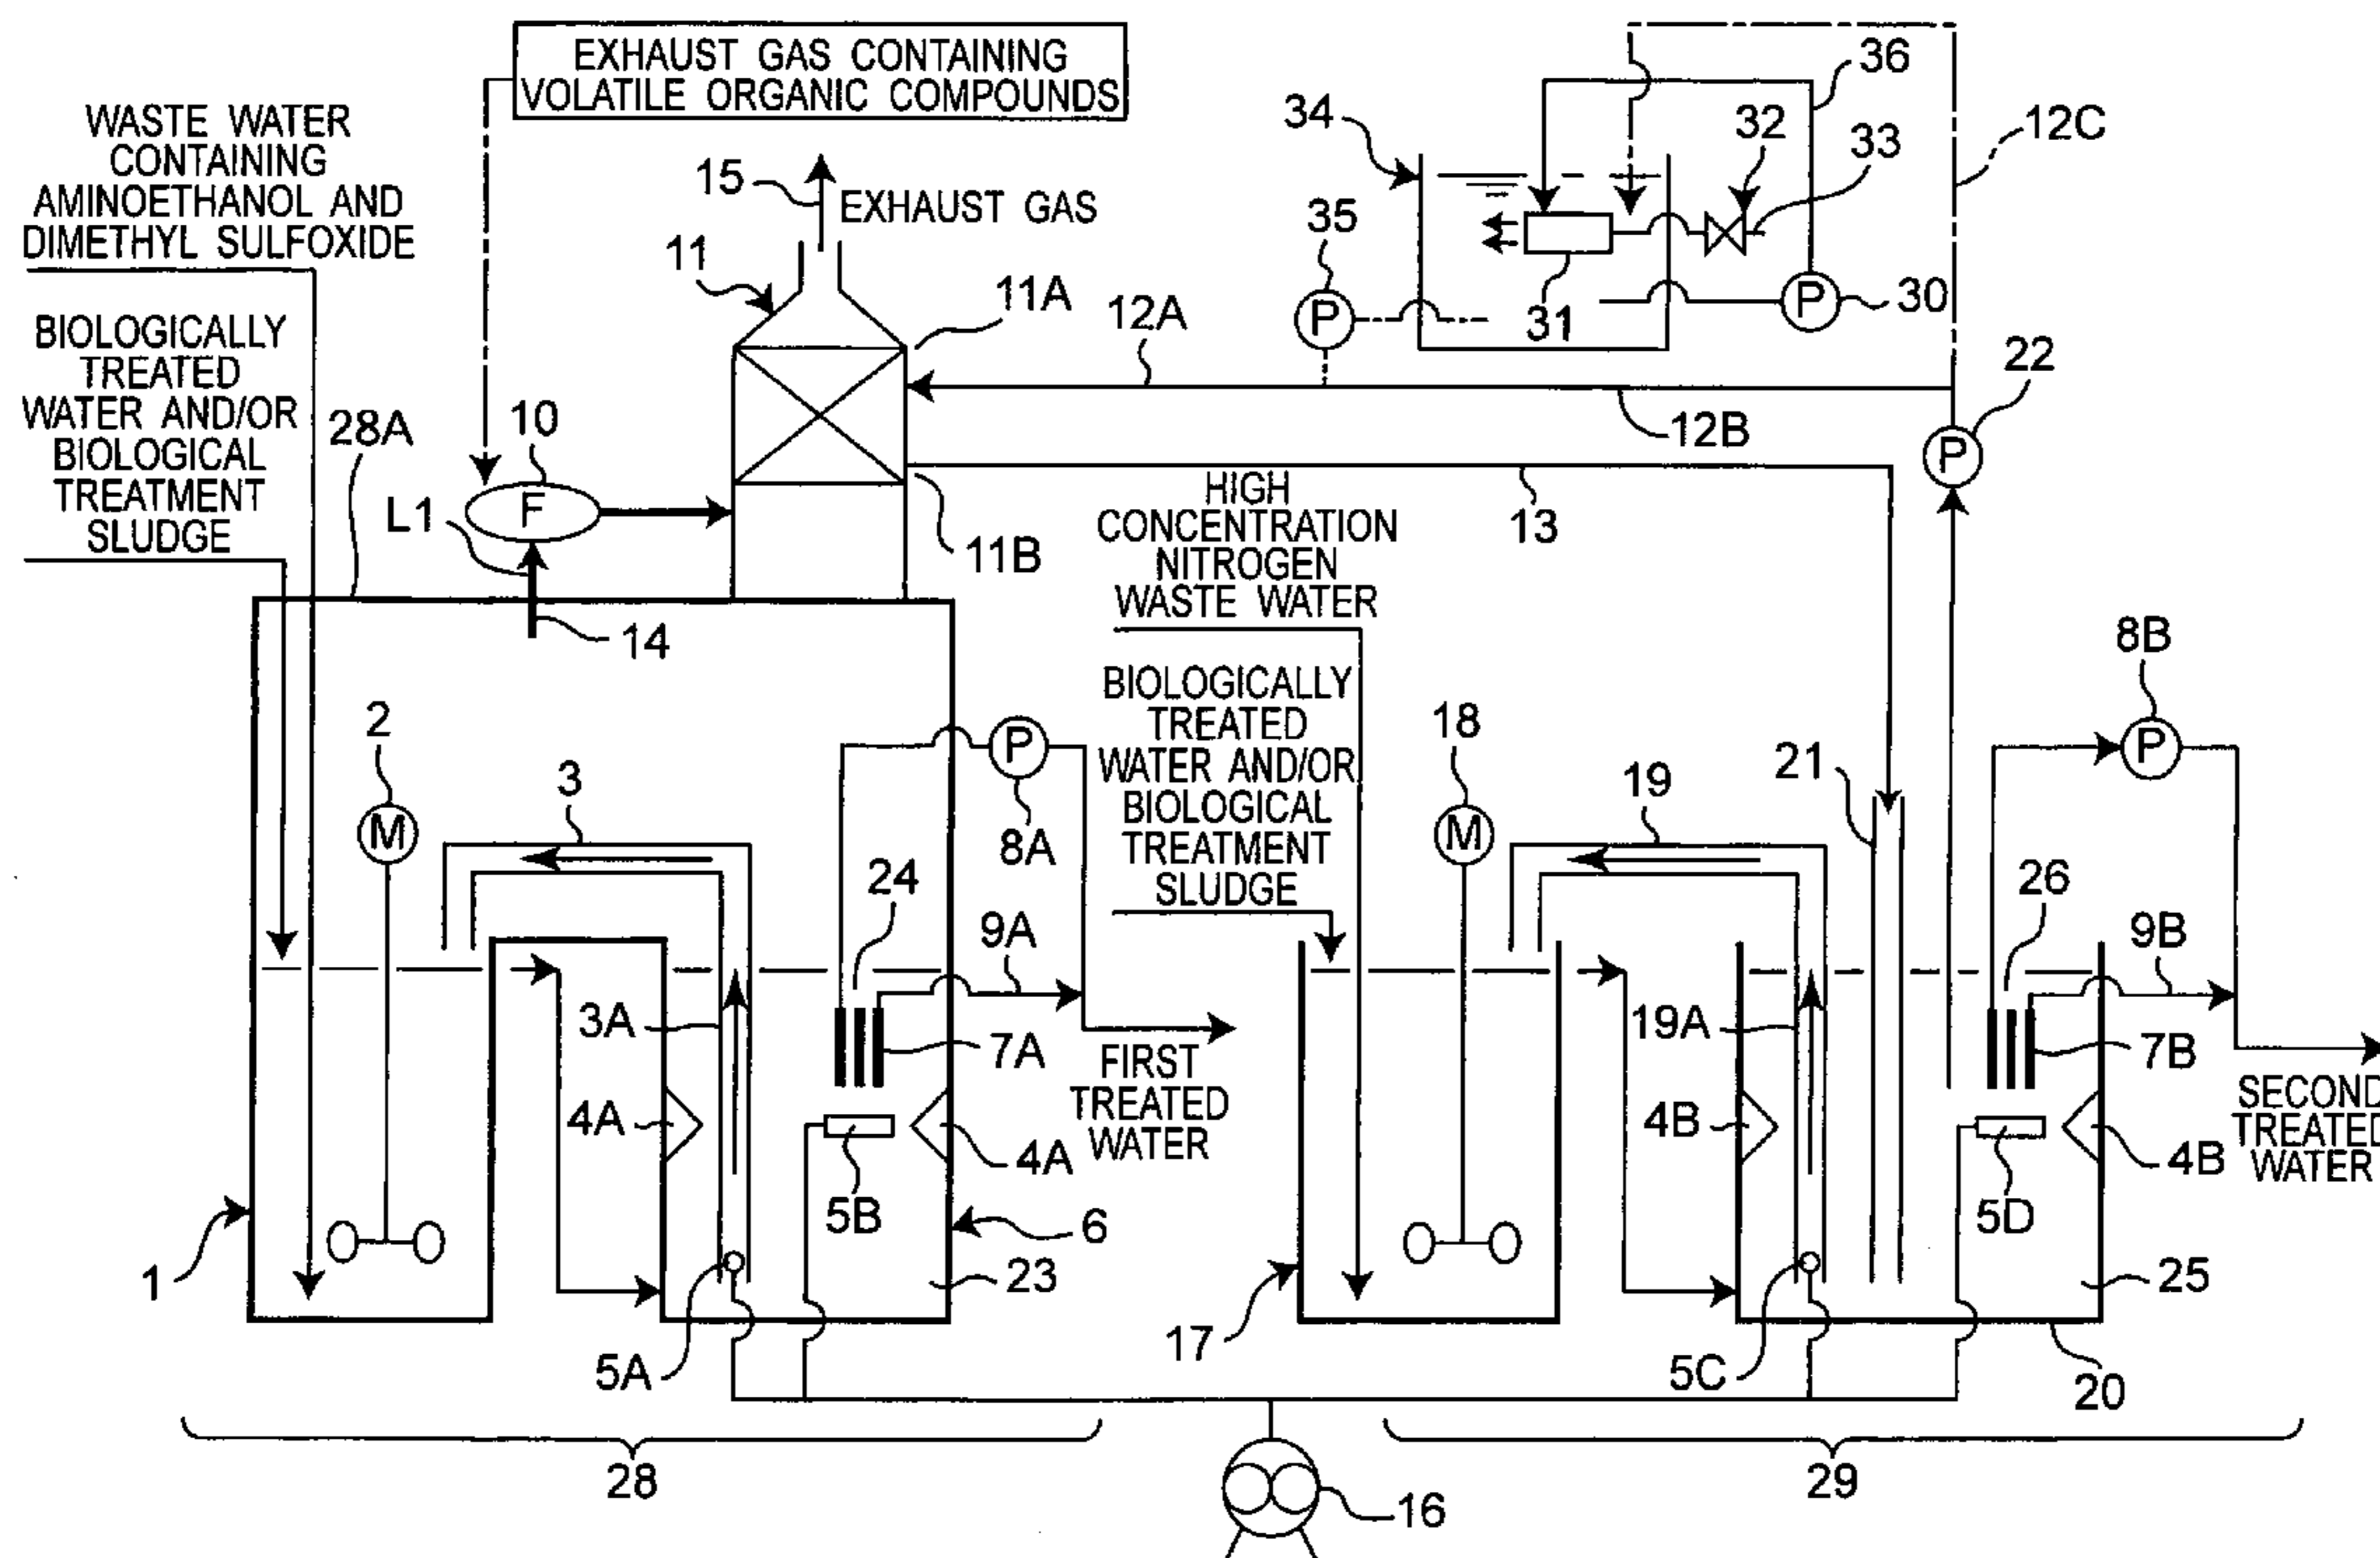 EXHAUST GAS CONTAINING
VOLATILE ORGANIC COMPOUNDS
WASTE WATER
CONTAINING
AMINOETHANOL AND
DIMETHYL SULFOXIDE
BIOLOGICALLY
TREATED
WATER AND/OR
BIOLOGICAL
TREATMENT
SLUDGE
28A
L1
10
F
14
15
EXHAUST GAS
11
11A
11B
12A
12B
12C
13
34
35
P
31
32
33
36
P
30
22
P
HIGH
CONCENTRATION
NITROGEN
WASTE WATER
BIOLOGICALLY
TREATED
WATER AND/OR
BIOLOGICAL
TREATMENT
SLUDGE
2
M
3
3A
4A
4A
5A
5B
24
7A
P
8A
9A
FIRST
TREATED
WATER
1
6
23
18
M
19
19A
21
4B
4B
5C
5D
26
7B
8B
P
9B
SECOND
TREATED
WATER
17
25
20
28
29
16